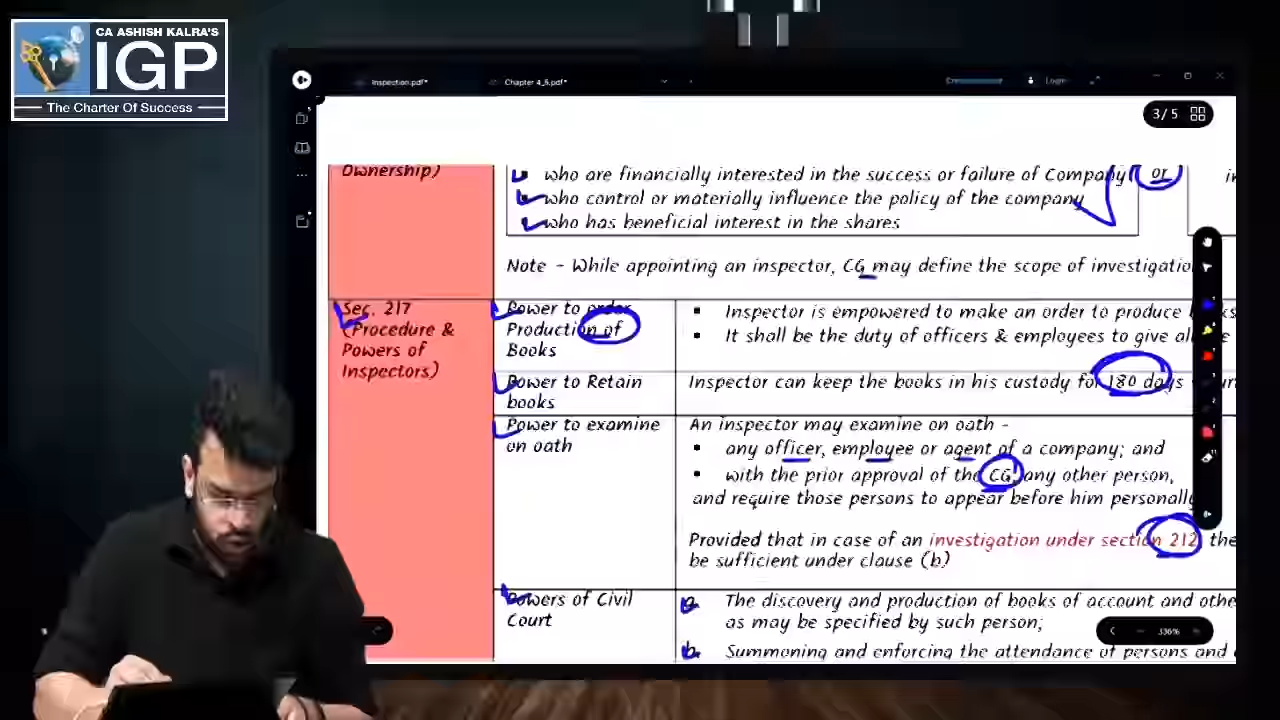 CA ASHISH KALRA'S
IGP
The Charter Of Success
Inspection.pdf*
Chapter 4_5.pdf*
Login
3/5
Ownership)
who are financially interested in the success or failure of Company
or
who control or materially influence the policy of the company
who has beneficial interest in the shares
Note - While appointing an inspector, CG may define the scope of investigatio
Sec. 217
(Procedure &
Powers of
Inspectors)
Power to order
Production of
Books
Inspector is empowered to make an order to produce
It shall be the duty of officers & employees to give
Power to Retain
books
Inspector can keep the books in his custody for 180 days
Power to examine
on oath
An inspector may examine on oath -
any officer, employee or agent of a company; and
with the prior approval of the CG, any other person,
and require those persons to appear before him personally
Provided that in case of an investigation under section 212, the
be sufficient under clause (b)
Powers of Civil
Court
a. The discovery and production of books of account and othe
as may be specified by such person;
b. Summoning and enforcing the attendance of persons and
336%